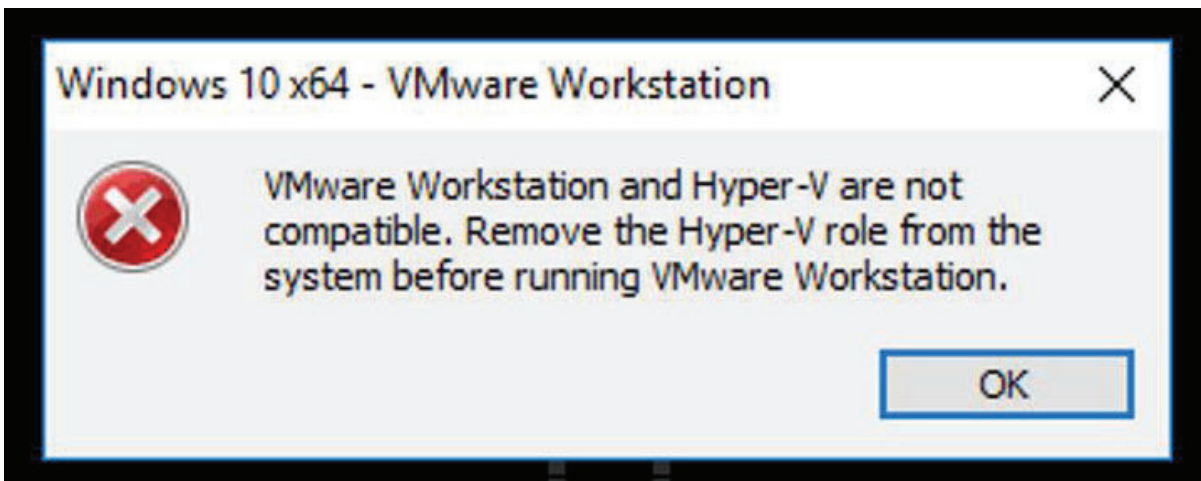 Windows 10 x64 - VMware Workstation
VMware Workstation and Hyper-V are not
compatible. Remove the Hyper-V role from the
system before running VMware Workstation.
OK